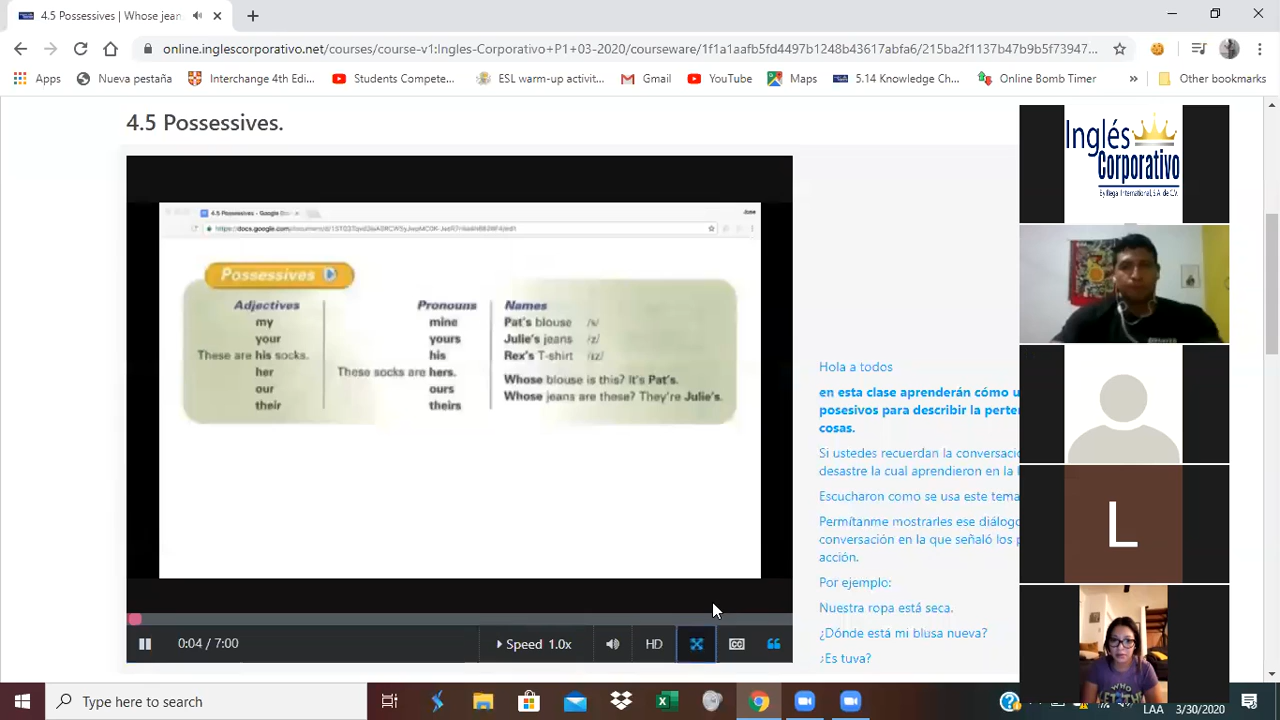 4.5 Possessives | Whose jean
online.inglescorporativo.net/courses/course-v1:Ingles-Corporativo+P1+03-2020/courseware/1f1a1aafb5fd4497b1248b43617abfa6/215ba2f1137b47b9b5f73947...
Apps Nueva pestaña Interchange 4th Edi... Students Compete... ESL warm-up activit... Gmail YouTube Maps 5.14 Knowledge Ch... Online Bomb Timer » Other bookmarks
4.5 Possessives.
Inglés
Corporativo
4.5 Possessives - Google Do
Possessives
Adjectives Pronouns Names
my mine Pat's blouse /s/
your yours Julie's jeans /z/
These are his socks. his Rex's T-shirt /ɪz/
her These socks are hers.
our ours Whose blouse is this? It's Pat's.
their theirs Whose jeans are these? They're Julie's.
Hola a todos
en esta clase aprenderán cómo u
posesivos para describir la perte
cosas.
Si ustedes recuerdan la conversació
desastre la cual aprendieron en la
Escucharon como se usa este tema
Permítanme mostrarles ese diálogo
conversación en la que señaló los p
acción.
Por ejemplo:
Nuestra ropa está seca.
¿Dónde está mi blusa nueva?
¿Es tuya?
L
0:04 / 7:00 Speed 1.0x HD
Type here to search LAA 3/30/2020